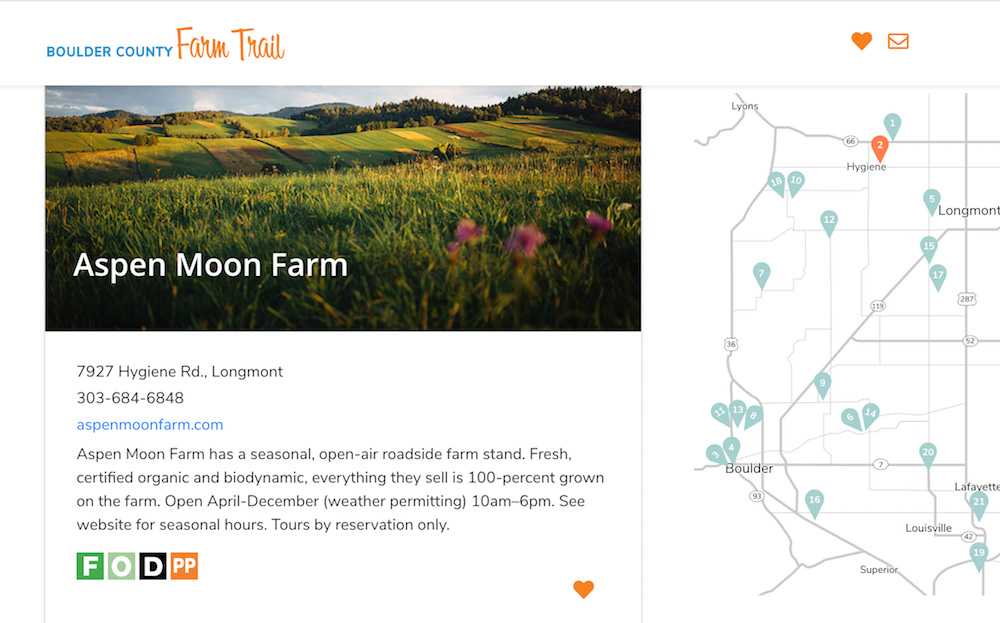 BOULDER COUNTY Farm Trail
Aspen Moon Farm
7927 Hygiene Rd., Longmont
303-684-6848
aspenmoonfarm.com
Aspen Moon Farm has a seasonal, open-air roadside farm stand. Fresh,
certified organic and biodynamic, everything they sell is 100-percent grown
on the farm. Open April-December (weather permitting) 10am–6pm. See
website for seasonal hours. Tours by reservation only.
F O D PP
Lyons
1
66
2
Hygiene
18 10
5
Longmont
12
15
7
17
287
119
36
52
9
11 13 8
6 14
3 4
Boulder
7
20
93
16
Lafayette
21
Louisville
42
19
Superior